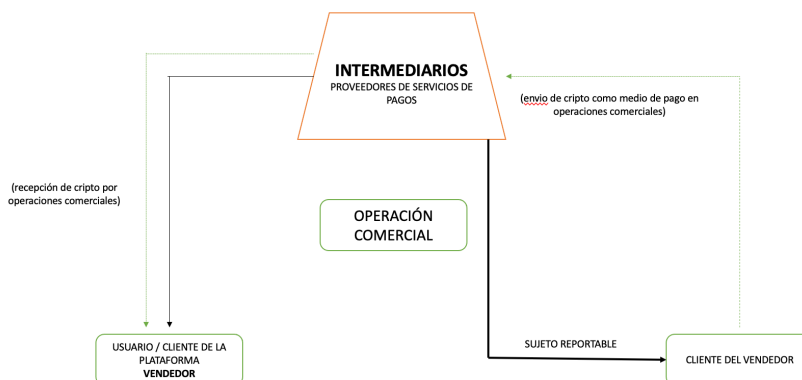 INTERMEDIARIOS
PROVEEDORES DE SERVICIOS DE
PAGOS
(envio de cripto como medio de pago en
operaciones comerciales)
(recepción de cripto por
operaciones comerciales)
OPERACIÓN
COMERCIAL
USUARIO / CLIENTE DE LA
PLATAFORMA
VENDEDOR
SUJETO REPORTABLE
CLIENTE DEL VENDEDOR